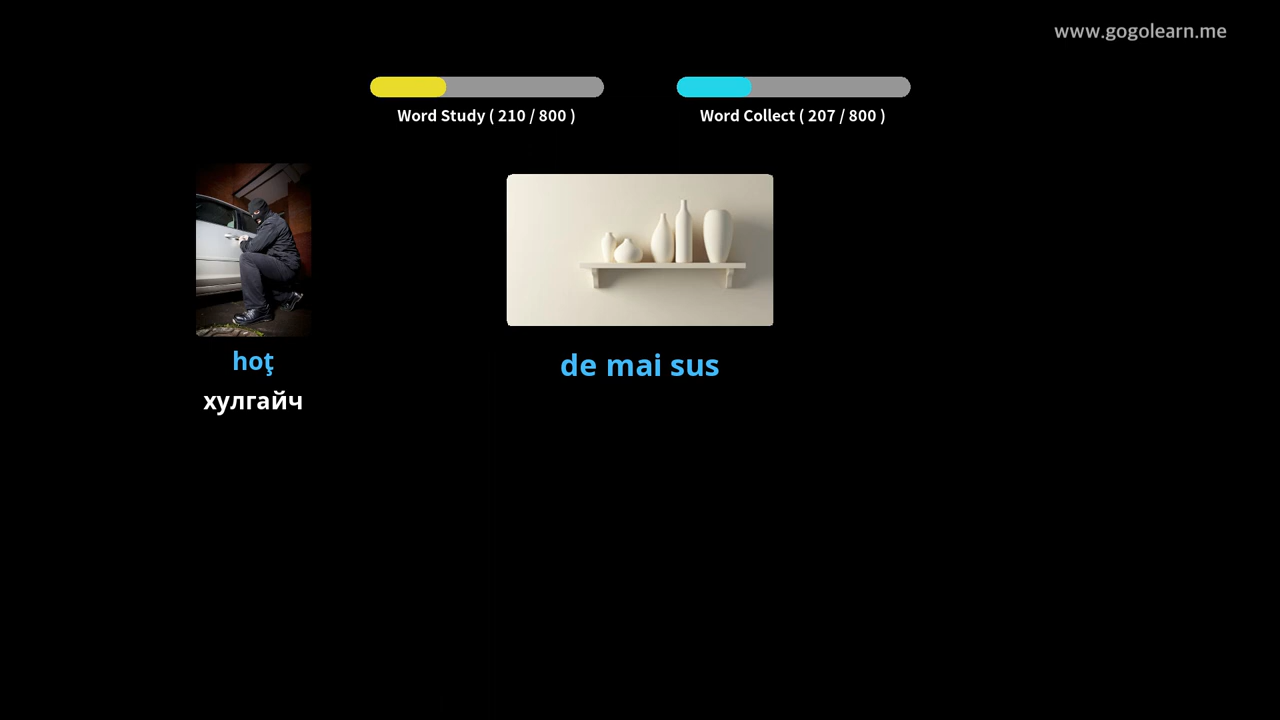 www.gogolearn.me
Word Study ( 210 / 800 )
Word Collect ( 207 / 800 )
hoţ
хулгайч
de mai sus